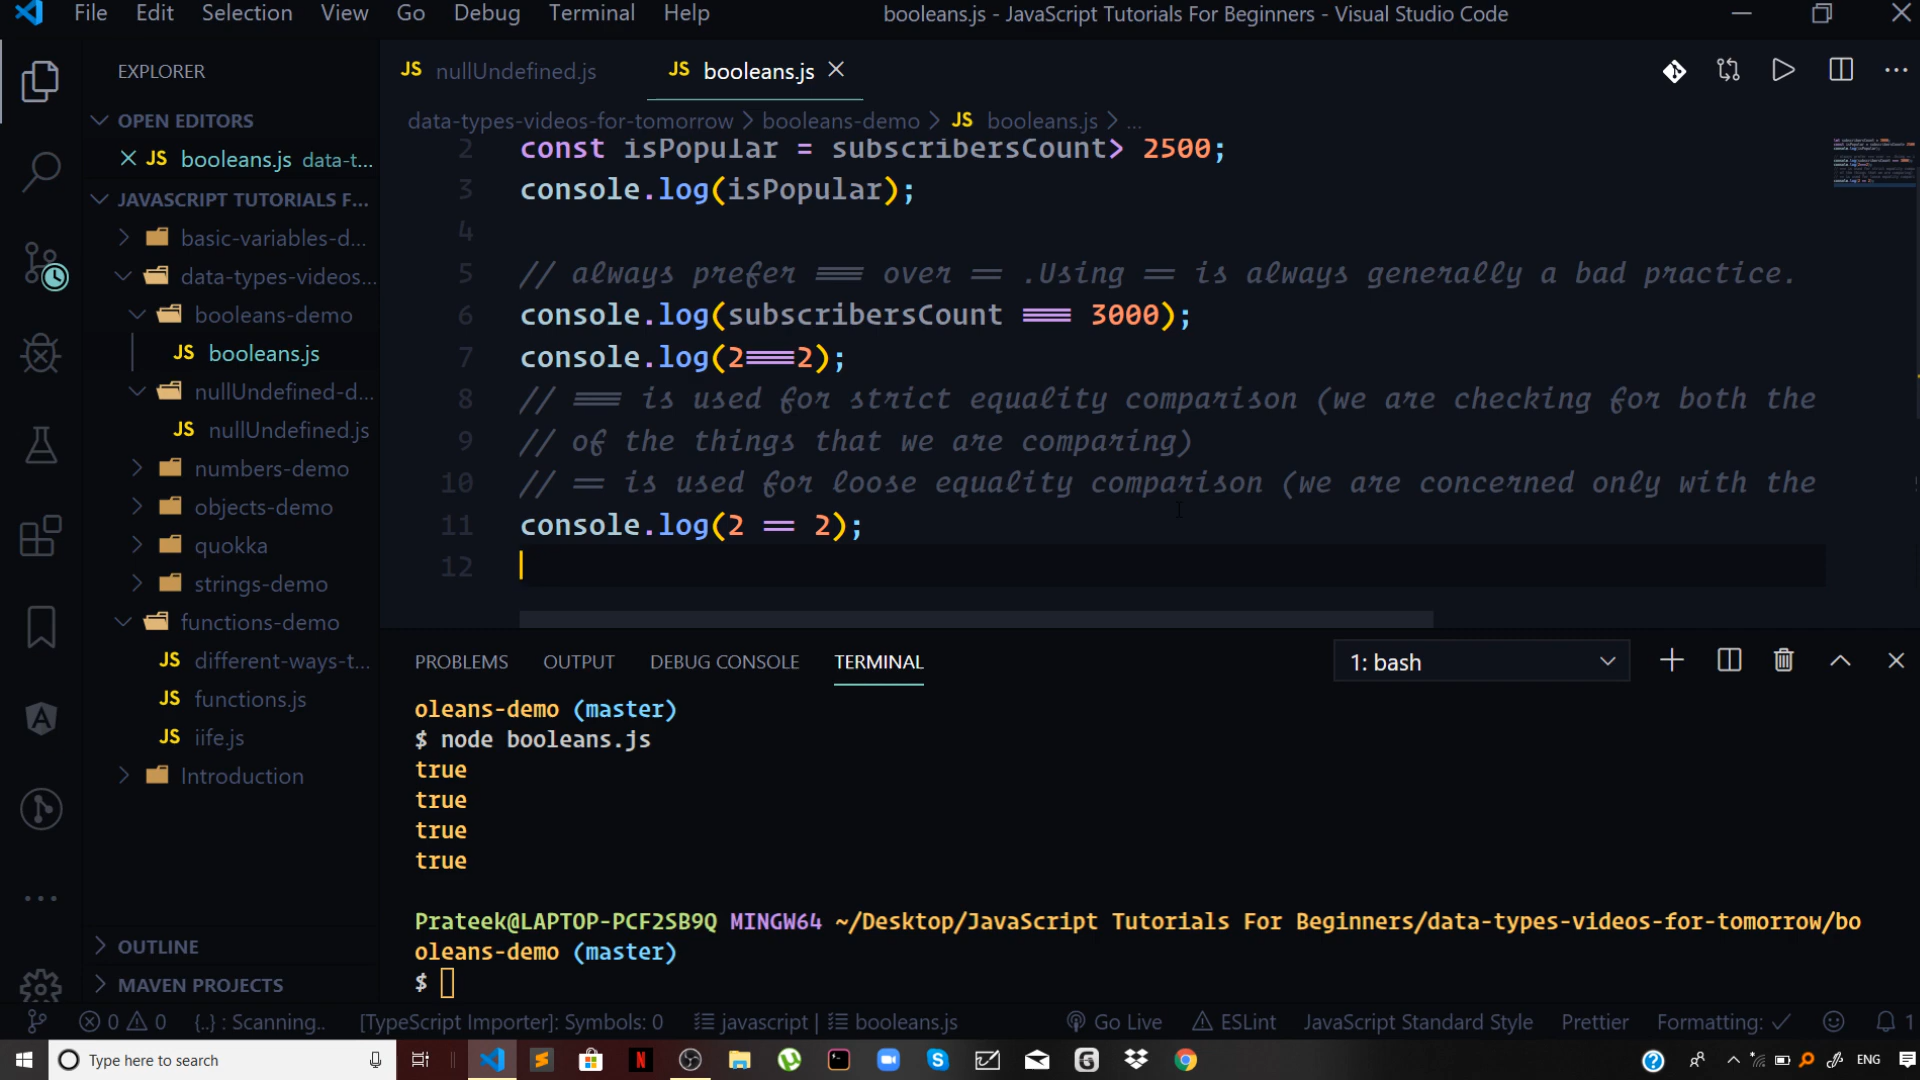 File Edit Selection View Go Debug Terminal Help booleans.js - JavaScript Tutorials For Beginners - Visual Studio Code
EXPLORER
OPEN EDITORS
JS booleans.js data-t...
JAVASCRIPT TUTORIALS F...
basic-variables-d...
data-types-videos...
booleans-demo
JS booleans.js
nullUndefined-d...
JS nullUndefined.js
numbers-demo
objects-demo
quokka
strings-demo
functions-demo
JS different-ways-t...
JS functions.js
JS iife.js
Introduction
OUTLINE
MAVEN PROJECTS
JS nullUndefined.js JS booleans.js
data-types-videos-for-tomorrow > booleans-demo > JS booleans.js > ...
2 const isPopular = subscribersCount> 2500;
3 console.log(isPopular);
4
5 // always prefer === over == .Using == is always generally a bad practice.
6 console.log(subscribersCount === 3000);
7 console.log(2===2);
8 // === is used for strict equality comparison (we are checking for both the
9 // of the things that we are comparing)
10 // == is used for loose equality comparison (we are concerned only with the
11 console.log(2 == 2);
12
PROBLEMS OUTPUT DEBUG CONSOLE TERMINAL 1: bash
oleans-demo (master)
$ node booleans.js
true
true
true
true
Prateek@LAPTOP-PCF2SB9Q MINGW64 ~/Desktop/JavaScript Tutorials For Beginners/data-types-videos-for-tomorrow/bo
oleans-demo (master)
$
0 0 {..} : Scanning.. [TypeScript Importer]: Symbols: 0 javascript | booleans.js Go Live ESLint JavaScript Standard Style Prettier Formatting: ✓ 1
Type here to search ENG